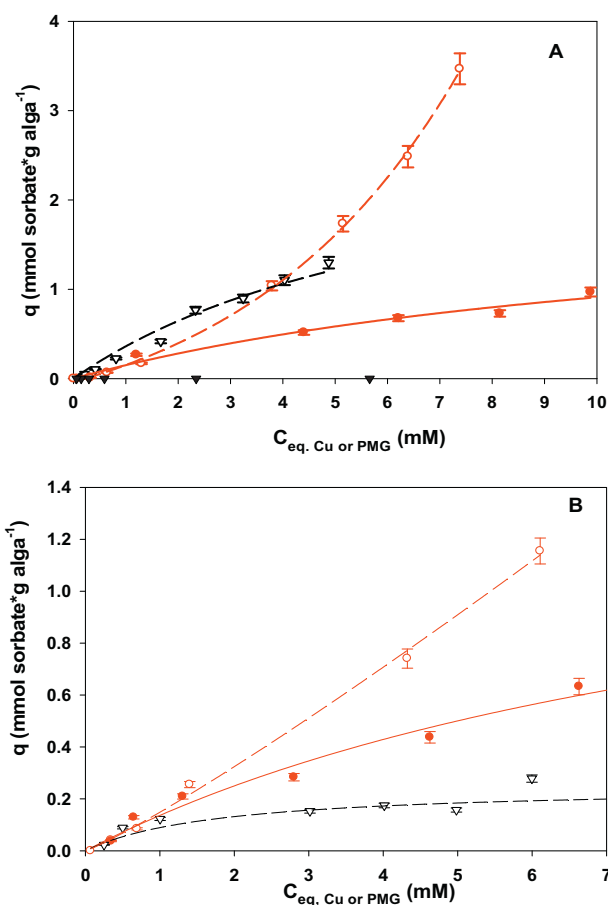 A
q (mmol sorbate*g alga-1)
4
3
2
1
0
0 1 2 3 4 5 6 7 8 9 10
Ceq. Cu or PMG (mM)
B
q (mmol sorbate*g alga-1)
1.4
1.2
1.0
0.8
0.6
0.4
0.2
0.0
0 1 2 3 4 5 6 7
Ceq, Cu or PMG (mM)